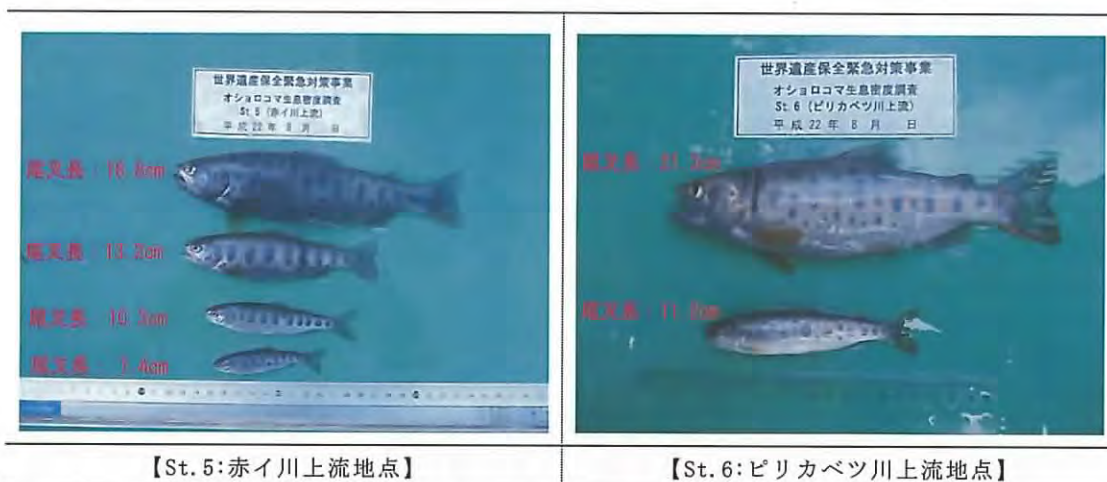 世界遺産保全緊急対策事業
オショロコマ生息密度調査
St.5（赤イ川上流）
平成22年8月　日
尾叉長：16.8cm
尾叉長：13.2cm
尾叉長：10.3cm
尾叉長：7.4cm
世界遺産保全緊急対策事業
オショロコマ生息密度調査
St.6（ピリカベツ川上流）
平成22年8月　日
尾叉長：
尾叉長：
【St.5:赤イ川上流地点】
【St.6:ピリカベツ川上流地点】